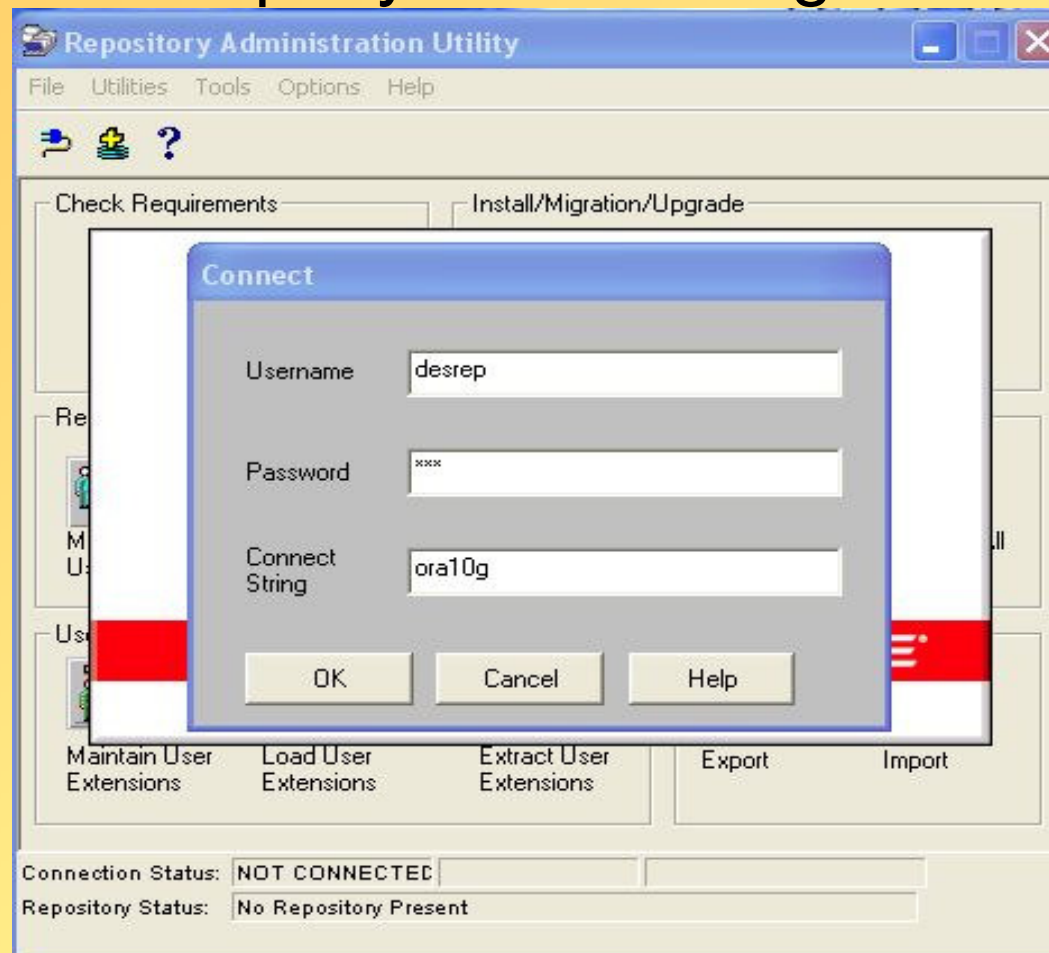 Repository Administration Utility
File Utilities Tools Options Help
Check Requirements
Install/Migration/Upgrade
Connect
Username
desrep
Password
***
Connect
String
ora10g
OK
Cancel
Help
Maintain User
Extensions
Load User
Extensions
Extract User
Extensions
Export
Import
Connection Status: NOT CONNECTED
Repository Status: No Repository Present